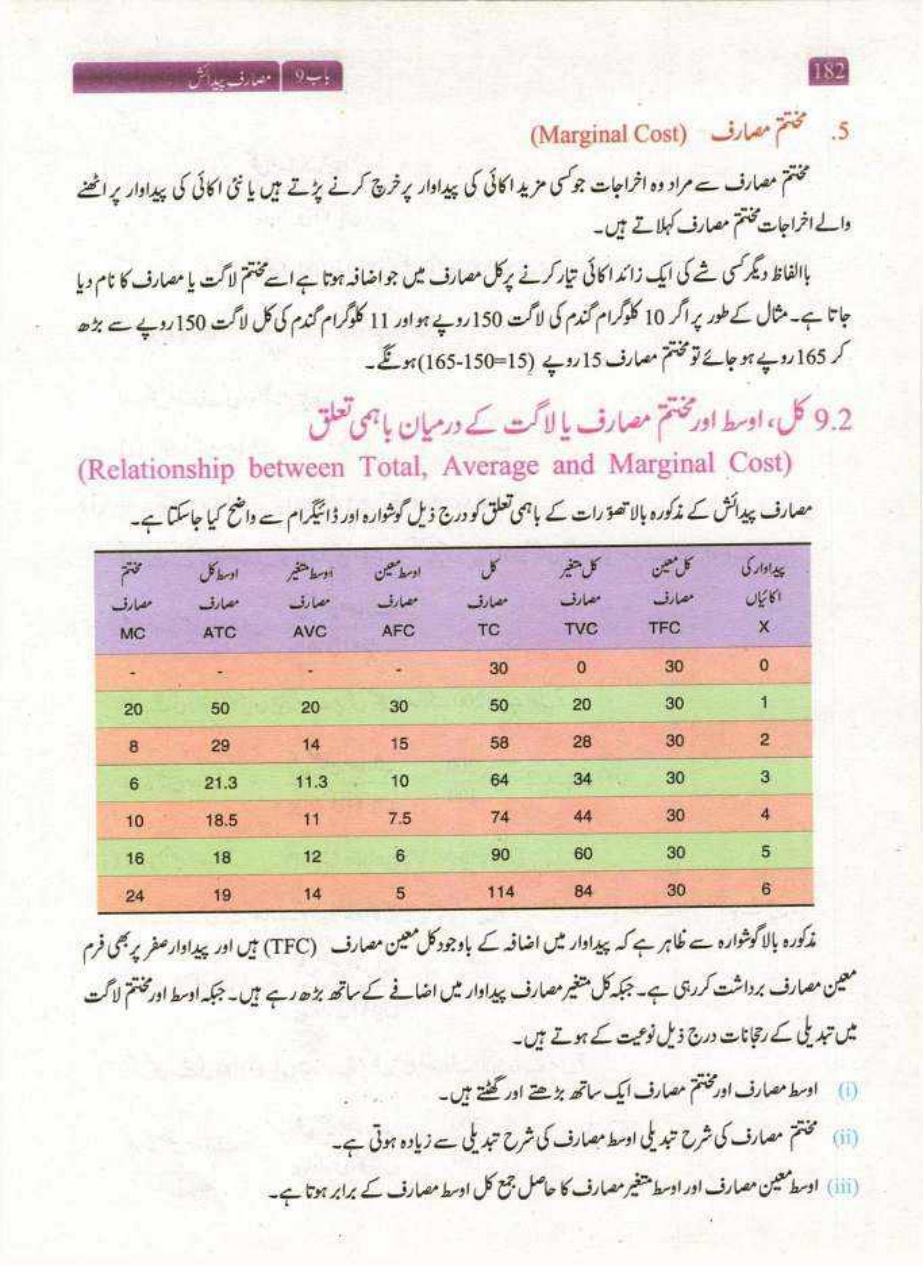 182
باب 9 مصارف پیدائش
5. مختتم مصارف (Marginal Cost)
مختتم مصارف سے مراد وہ اخراجات جو کسی مزید اکائی کی پیداوار پر خرچ کرنے پڑتے ہیں یا نئی اکائی کی پیداوار پر اٹھنے
والے اخراجات مختتم مصارف کہلاتے ہیں۔
باالفاظ دیگر کسی شے کی ایک زائد اکائی تیار کرنے پر کل مصارف میں جو اضافہ ہوتا ہے اسے مختتم لاگت یا مصارف کا نام دیا
جاتا ہے۔ مثال کے طور پر اگر 10 کلوگرام گندم کی لاگت 150 روپے ہو اور 11 کلوگرام گندم کی کل لاگت 150 روپے سے بڑھ
کر 165 روپے ہو جائے تو مختتم مصارف 15 روپے (165-150=15) ہونگے۔
9.2 کل، اوسط اور مختتم مصارف یا لاگت کے درمیان باہمی تعلق
(Relationship between Total, Average and Marginal Cost)
مصارف پیدائش کے مذکورہ بالا تصوّرات کے باہمی تعلق کو درج ذیل گوشوارہ اور ڈائیگرام سے واضح کیا جاسکتا ہے۔
پیداوار کی کل معین کل متغیر کل اوسط معین اوسط متغیر اوسط کل مختتم
اکائیاں مصارف مصارف مصارف مصارف مصارف مصارف مصارف
X TFC TVC TC AFC AVC ATC MC
0 30 0 30 - - - -
1 30 20 50 30 20 50 20
2 30 28 58 15 14 29 8
3 30 34 64 10 11.3 21.3 6
4 30 44 74 7.5 11 18.5 10
5 30 60 90 6 12 18 16
6 30 84 114 5 14 19 24
مذکورہ بالا گوشوارہ سے ظاہر ہے کہ پیداوار میں اضافہ کے باوجود کل معین مصارف (TFC) ہیں اور پیداوار صفر پر بھی فرم
معین مصارف برداشت کر رہی ہے۔ جبکہ کل متغیر مصارف پیداوار میں اضافے کے ساتھ بڑھ رہے ہیں۔ جبکہ اوسط اور مختتم لاگت
میں تبدیلی کے رجحانات درج ذیل نوعیت کے ہوتے ہیں۔
(i) اوسط مصارف اور مختتم مصارف ایک ساتھ بڑھتے اور گھٹتے ہیں۔
(ii) مختتم مصارف کی شرح تبدیلی اوسط مصارف کی شرح تبدیلی سے زیادہ ہوتی ہے۔
(iii) اوسط معین مصارف اور اوسط متغیر مصارف کا حاصل جمع کل اوسط مصارف کے برابر ہوتا ہے۔